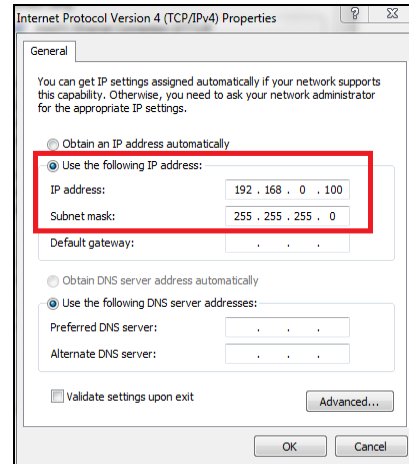 Internet Protocol Version 4 (TCP/IPv4) Properties
General
You can get IP settings assigned automatically if your network supports
this capability. Otherwise, you need to ask your network administrator
for the appropriate IP settings.
Obtain an IP address automatically
Use the following IP address:
IP address: 192 . 168 . 0 . 100
Subnet mask: 255 . 255 . 255 . 0
Default gateway: . . .
Obtain DNS server address automatically
Use the following DNS server addresses:
Preferred DNS server: . . .
Alternate DNS server: . . .
Validate settings upon exit
Advanced...
OK Cancel